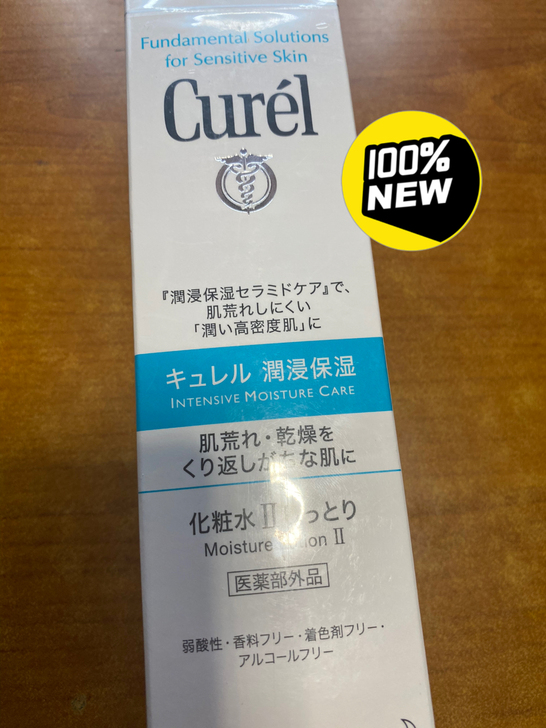 Fundamental Solutions
for Sensitive Skin
Curél
100%
NEW
『潤浸保湿セラミドケア』で、
肌荒れしにくい
「潤い高密度肌」に
キュレル 潤浸保湿
INTENSIVE MOISTURE CARE
肌荒れ・乾燥を
くり返しがちな肌に
化粧水 II
Moisture II
医薬部外品
弱酸性・香料フリー・着色剤フリー・
アルコールフリー